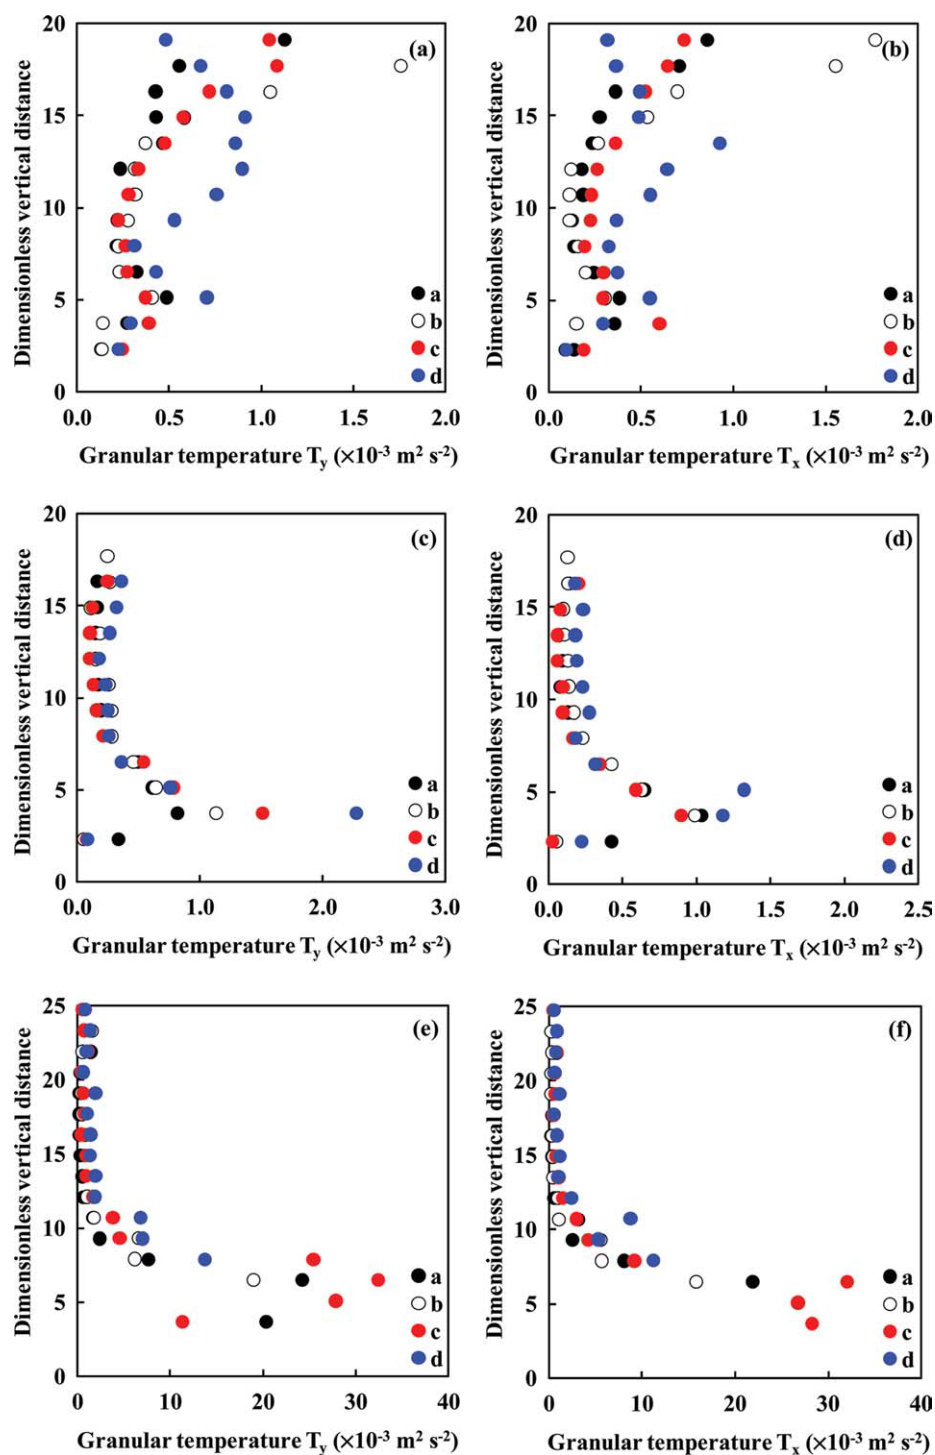 20
(a)
15
10
5
0
Dimensionless vertical distance
a
b
c
d
0.0 0.5 1.0 1.5 2.0
Granular temperature Ty (×10-3 m2 s-2)
20
(b)
15
10
5
0
Dimensionless vertical distance
a
b
c
d
0.0 0.5 1.0 1.5 2.0
Granular temperature Tx (×10-3 m2 s-2)
20
(c)
15
10
5
0
Dimensionless vertical distance
a
b
c
d
0.0 1.0 2.0 3.0
Granular temperature Ty (×10-3 m2 s-2)
20
(d)
15
10
5
0
Dimensionless vertical distance
a
b
c
d
0.0 0.5 1.0 1.5 2.0 2.5
Granular temperature Tx (×10-3 m2 s-2)
25
(e)
20
15
10
5
0
Dimensionless vertical distance
a
b
c
d
0 10 20 30 40
Granular temperature Ty (×10-3 m2 s-2)
25
(f)
20
15
10
5
0
Dimensionless vertical distance
a
b
c
d
0 10 20 30 40
Granular temperature Tx (×10-3 m2 s-2)